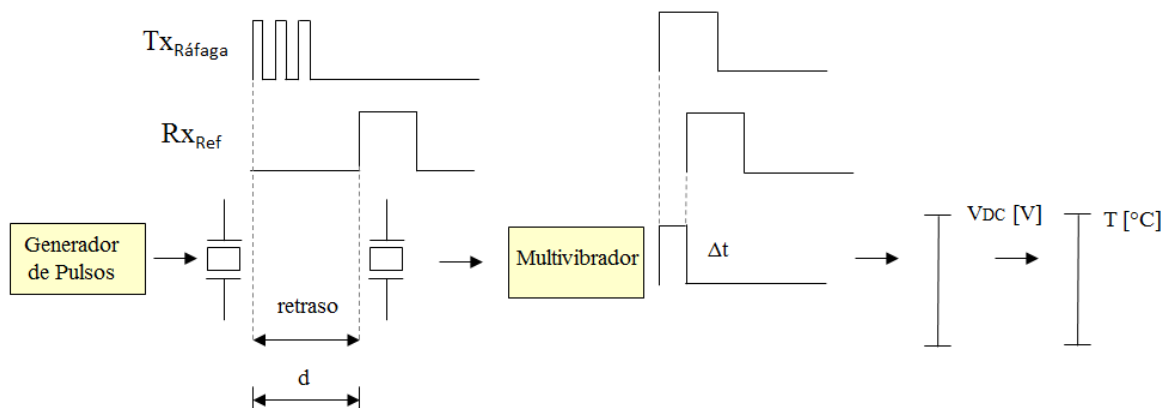 TxRáfaga
RxRef
Generador
de Pulsos
retraso
d
Multivibrador
Δt
VDC [V]
T [°C]